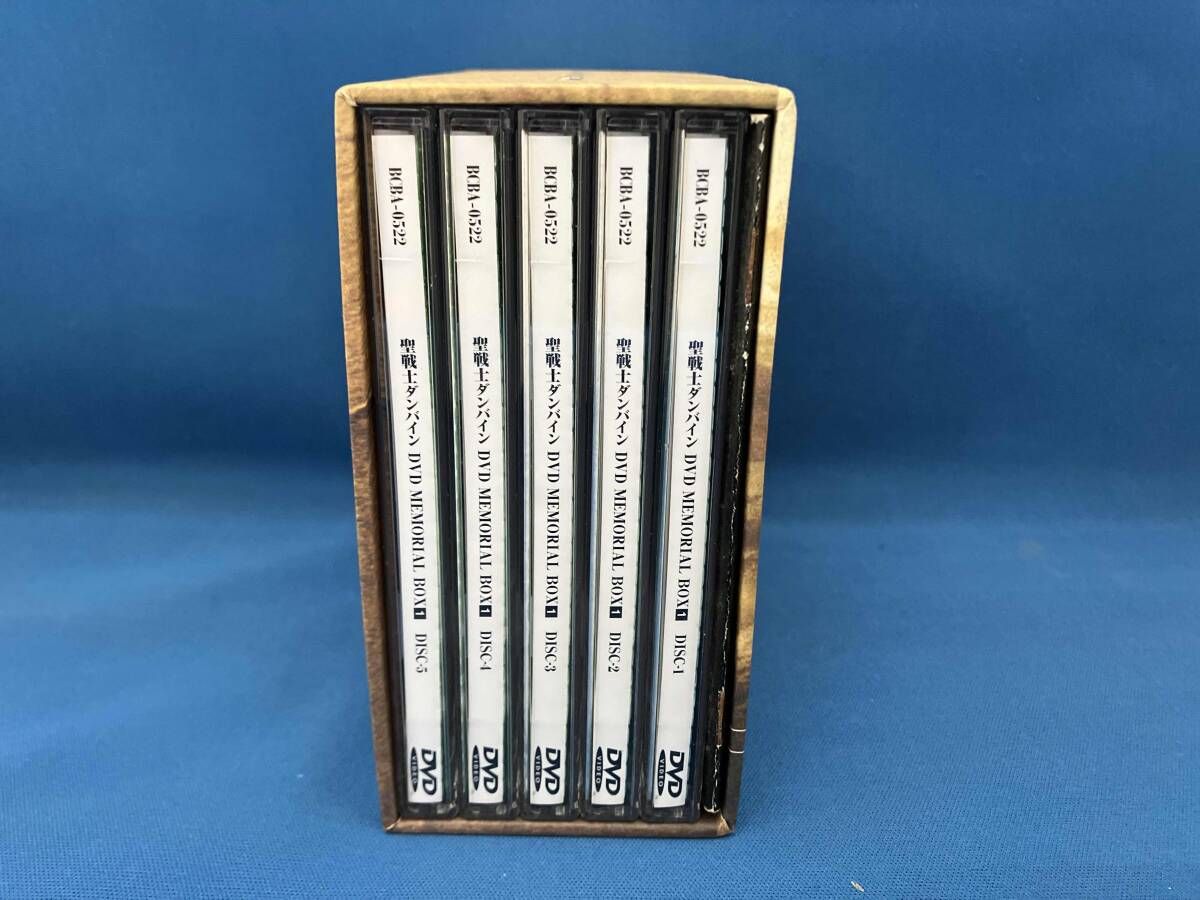 BCBA-0522 聖戦士ダンバイン DVD MEMORIAL BOX 1 DISC-5 DVD VIDEO
BCBA-0522 聖戦士ダンバイン DVD MEMORIAL BOX 1 DISC-4 DVD VIDEO
BCBA-0522 聖戦士ダンバイン DVD MEMORIAL BOX 1 DISC-3 DVD VIDEO
BCBA-0522 聖戦士ダンバイン DVD MEMORIAL BOX 1 DISC-2 DVD VIDEO
BCBA-0522 聖戦士ダンバイン DVD MEMORIAL BOX 1 DISC-1 DVD VIDEO